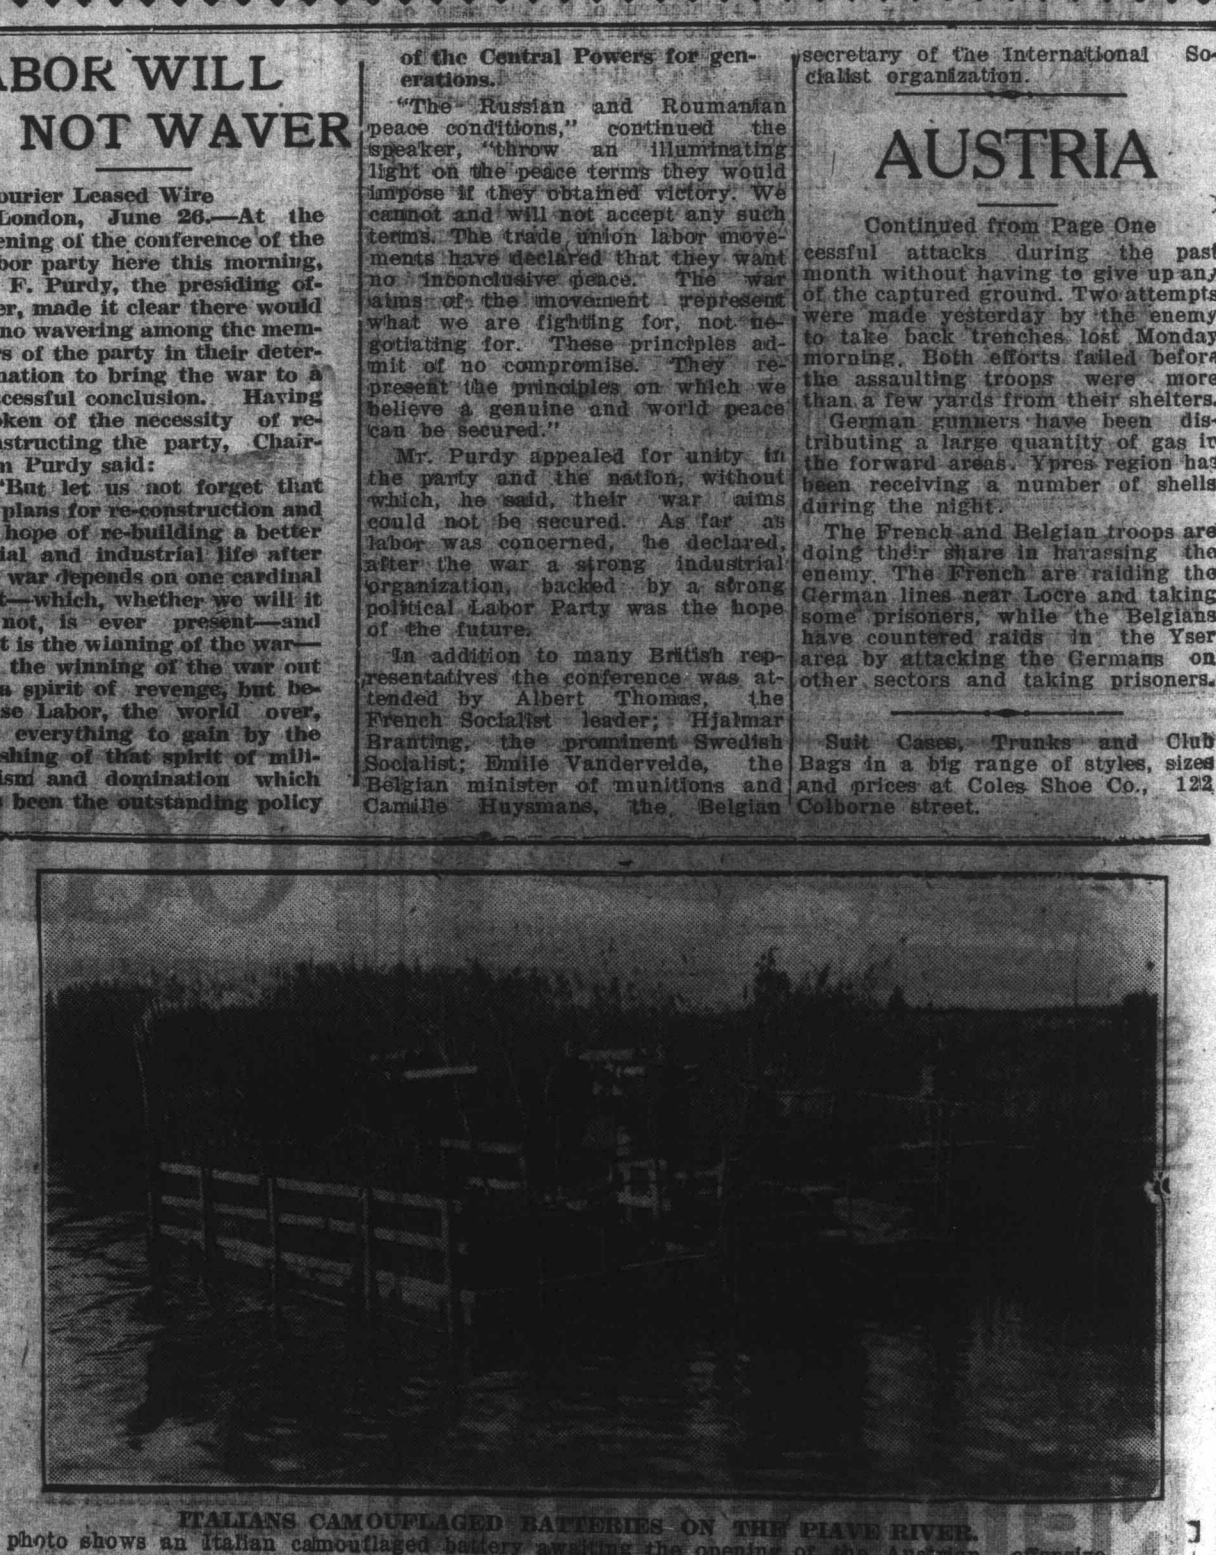 ABOR WILL
NOT WAVER
ourier Leased Wire
London, June 26.—At the
ening of the conference of the
bor party here this morning,
F. Purdy, the presiding of-
er, made it clear there would
no wavering among the mem-
rs of the party in their deter-
nation to bring the war to a
ccessful conclusion. Having
oken of the necessity of re-
nstructing the party, Chair-
n Purdy said:
"But let us not forget that
plans for re-construction and
hope of re-building a better
ial and industrial life after
war depends on one cardinal
t—which, whether we will it
not, is ever present—and
t is the winning of the war—
the winning of the war out
a spirit of revenge, but be-
se Labor, the world over,
everything to gain by the
shing of that spirit of mili-
ism and domination which
been the outstanding policy
of the Central Powers for gen-
erations.
"The Russian and Roumanian
peace conditions," continued the
speaker, "throw an illuminating
light on the peace terms they would
impose if they obtained victory. We
cannot and will not accept any such
terms. The trade union labor move-
ments have declared that they want
no inconclusive peace. The war
aims of the movement represent
what we are fighting for, not ne-
gotiating for. These principles ad-
mit of no compromise. They re-
present the principles on which we
believe a genuine and world peace
can be secured."
Mr. Purdy appealed for unity in
the party and the nation, without
which, he said, their war aims
could not be secured. As far as
labor was concerned, he declared,
after the war a strong industrial
organization, backed by a strong
political Labor Party was the hope
of the future.
In addition to many British rep-
resentatives the conference was at-
tended by Albert Thomas, the
French Socialist leader; Hjalmar
Branting, the prominent Swedish
Socialist; Emile Vandervelde, the
Belgian minister of munitions and
Camille Huysmans, the Belgian
secretary of the International So-
cialist organization.
AUSTRIA
Continued from Page One
cessful attacks during the past
month without having to give up any
of the captured ground. Two attempts
were made yesterday by the enemy
to take back trenches lost Monday
morning. Both efforts failed before
the assaulting troops were more
than a few yards from their shelters.
German gunners have been dis-
tributing a large quantity of gas in
the forward areas. Ypres region has
been receiving a number of shells
during the night.
The French and Belgian troops are
doing their share in harassing the
enemy. The French are raiding the
German lines near Locre and taking
some prisoners, while the Belgians
have countered raids in the Yser
area by attacking the Germans on
other sectors and taking prisoners.
Suit Cases, Trunks and Club
Bags in a big range of styles, sizes
and prices at Coles Shoe Co., 122
Colborne street.
ITALIANS CAMOUFLAGED BATTERIES ON THE PIAVE RIVER.
photo shows an Italian camouflaged battery awaiting the opening of the Austrian offensive